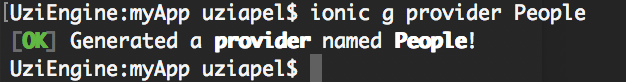 [UziEngine:myApp uziapel$ ionic g provider People
[OK] Generated a provider named People!
UziEngine:myApp uziapel$